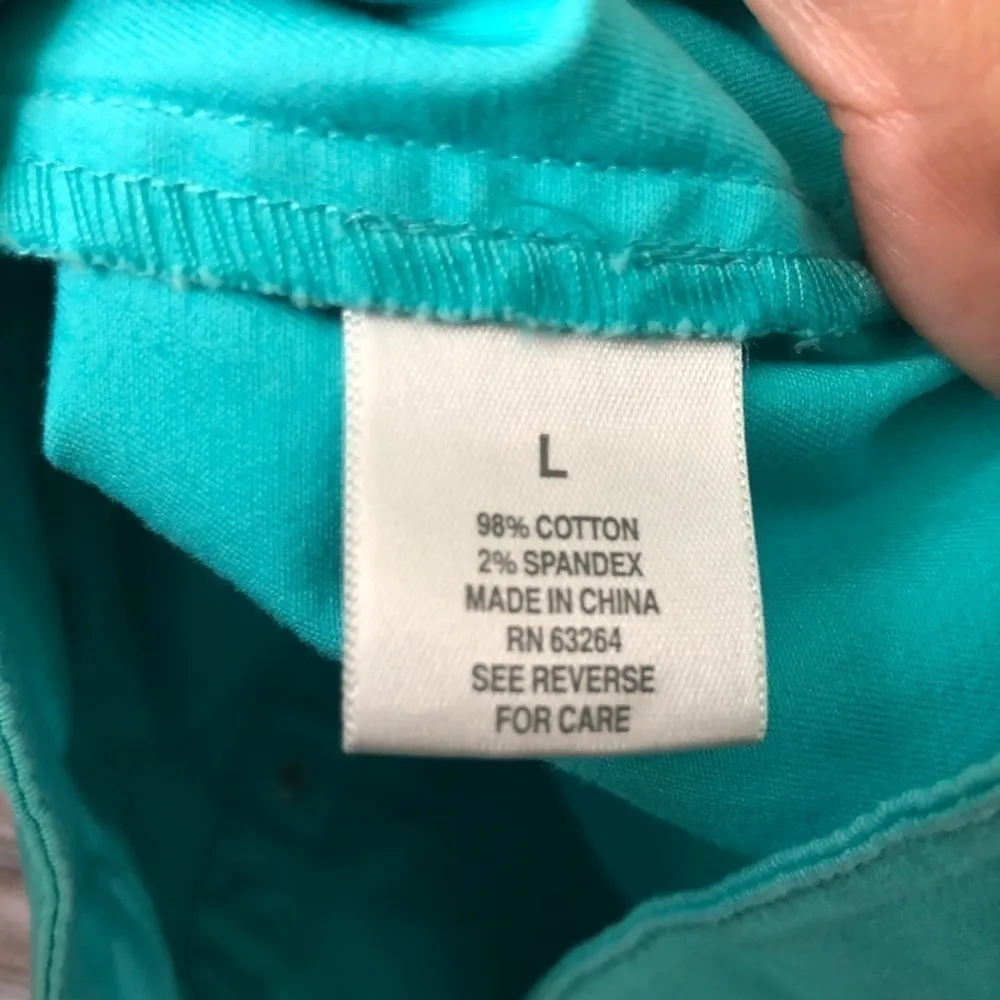 L
98% COTTON
2% SPANDEX
MADE IN CHINA
RN 63264
SEE REVERSE
FOR CARE